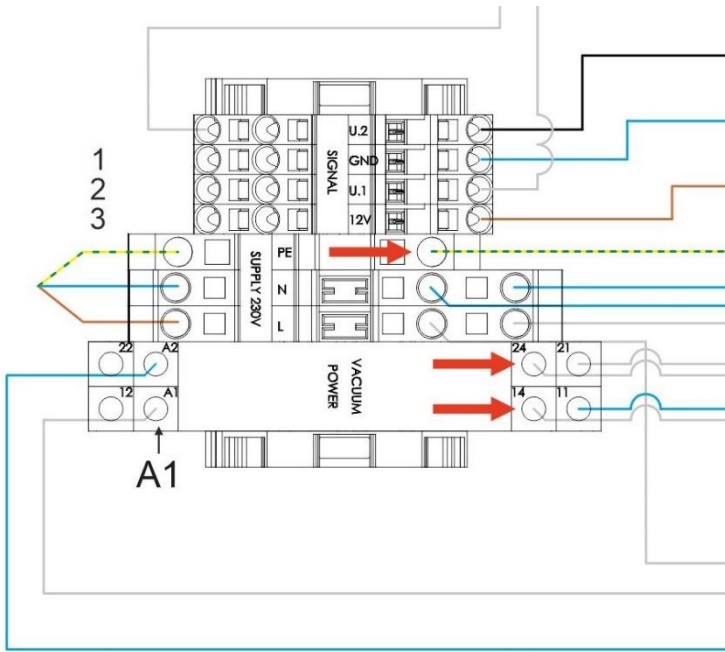 U.2
1
GND
2
SIGNAL
U.1
3
12V
PE
SUPPLY 230V
N
L
22
A2
24
21
VACUUM
POWER
12
A1
14
11
A1